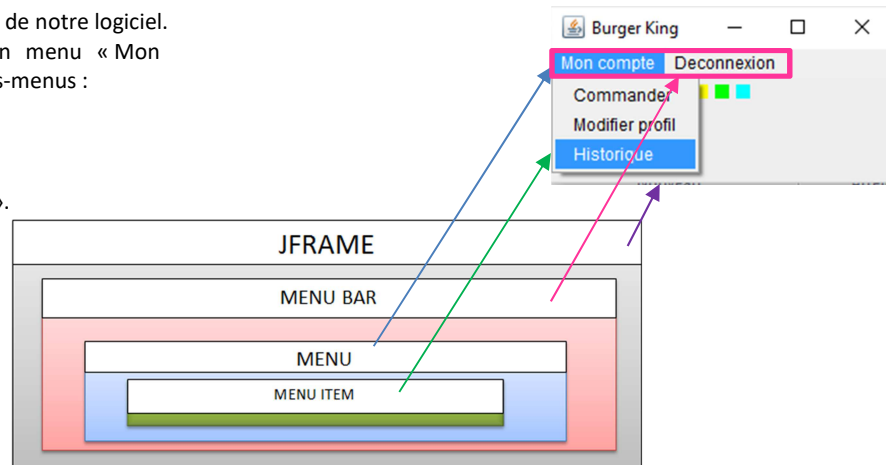 de notre logiciel.
n menu « Mon
s-menus :
».
Burger King
Mon compte Deconnexion
Commander
Modifier profil
Historique
JFRAME
MENU BAR
MENU
MENU ITEM